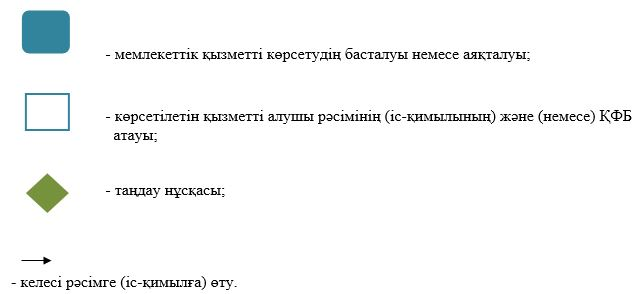 - мемлекеттік қызметті көрсетудің басталуы немесе аяқталуы;
- көрсетілетін қызметті алушы рәсімінің (іс-қимылының) және (немесе) ҚФБ
атауы;
- таңдау нұсқасы;
- келесі рәсімге (іс-қимылға) өту.